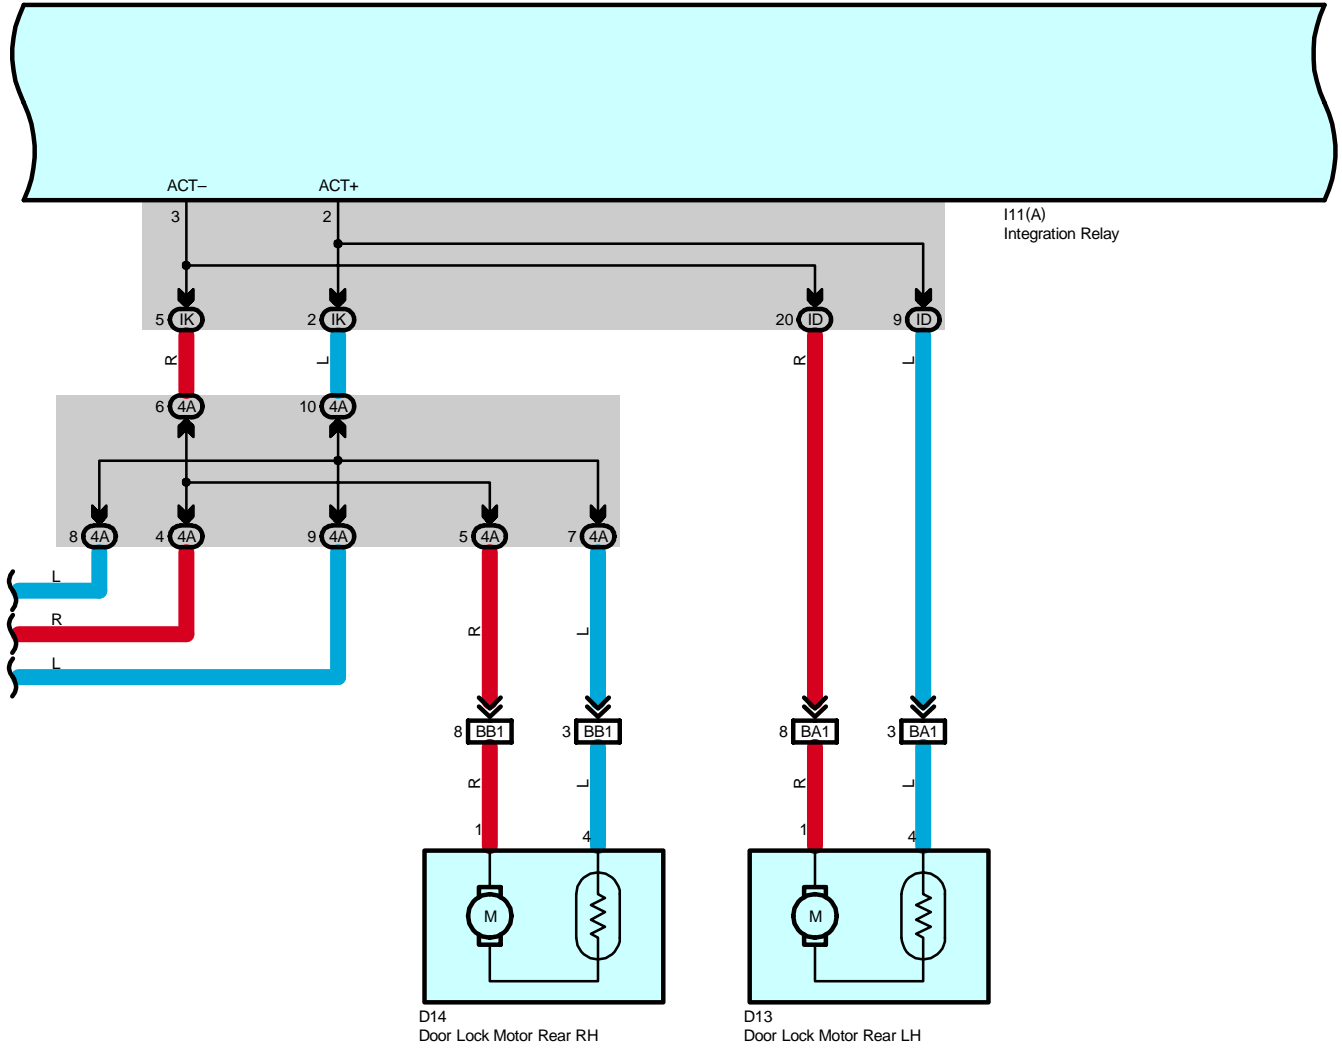 ACT– ACT+
3 2
I11(A)
Integration Relay
5 IK 2 IK 20 ID 9 ID
R L R L
6 4A 10 4A
8 4A 4 4A 9 4A 5 4A 7 4A
L
R
L
R L
8 BB1 3 BB1 8 BA1 3 BA1
R L R L
1 4 1 4
M M
D14
Door Lock Motor Rear RH
D13
Door Lock Motor Rear LH